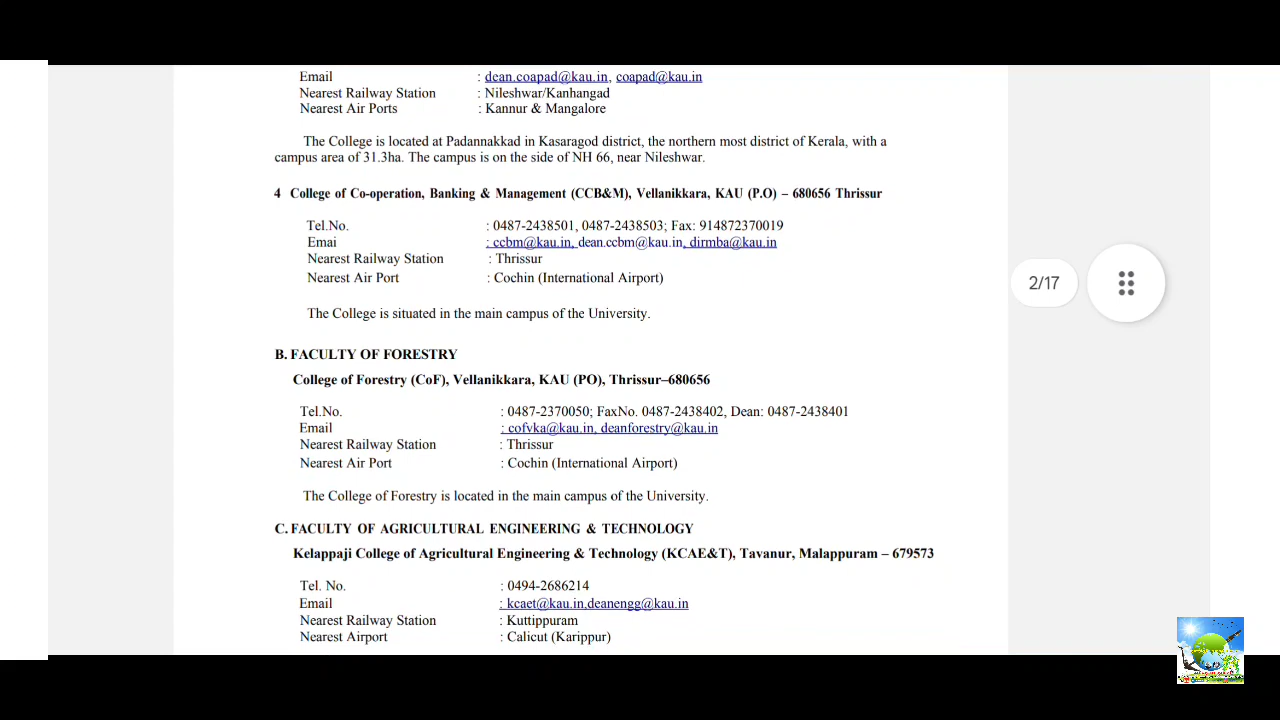 Email : dean.coapad@kau.in, coapad@kau.in
Nearest Railway Station : Nileshwar/Kanhangad
Nearest Air Ports : Kannur & Mangalore
The College is located at Padannakkad in Kasaragod district, the northern most district of Kerala, with a
campus area of 31.3ha. The campus is on the side of NH 66, near Nileshwar.
4 College of Co-operation, Banking & Management (CCB&M), Vellanikkara, KAU (P.O) – 680656 Thrissur
Tel.No. : 0487-2438501, 0487-2438503; Fax: 914872370019
Emai : ccbm@kau.in, dean.ccbm@kau.in, dirmba@kau.in
Nearest Railway Station : Thrissur
Nearest Air Port : Cochin (International Airport)
The College is situated in the main campus of the University.
B. FACULTY OF FORESTRY
College of Forestry (CoF), Vellanikkara, KAU (PO), Thrissur–680656
Tel.No. : 0487-2370050; FaxNo. 0487-2438402, Dean: 0487-2438401
Email : cofvka@kau.in, deanforestry@kau.in
Nearest Railway Station : Thrissur
Nearest Air Port : Cochin (International Airport)
The College of Forestry is located in the main campus of the University.
C. FACULTY OF AGRICULTURAL ENGINEERING & TECHNOLOGY
Kelappaji College of Agricultural Engineering & Technology (KCAE&T), Tavanur, Malappuram – 679573
Tel. No. : 0494-2686214
Email : kcaet@kau.in,deanengg@kau.in
Nearest Railway Station : Kuttippuram
Nearest Airport : Calicut (Karippur)
2/17